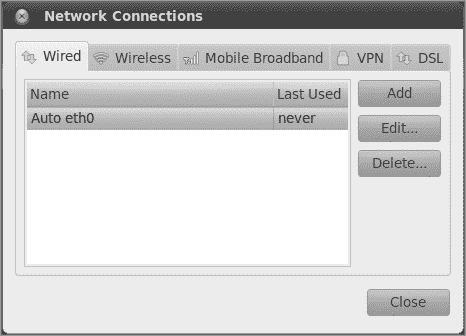 Network Connections
Wired Wireless Mobile Broadband VPN DSL
Name Last Used Add
Auto eth0 never
Edit...
Delete...
Close